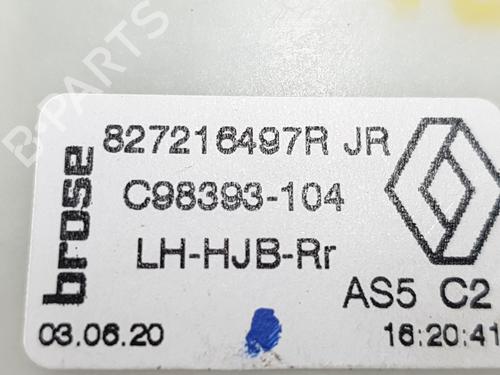 B-PARTS
brose
827216497R JR
C98393-104
LH-HJB-Rr
AS5 C2
03.06.20
16:20:41